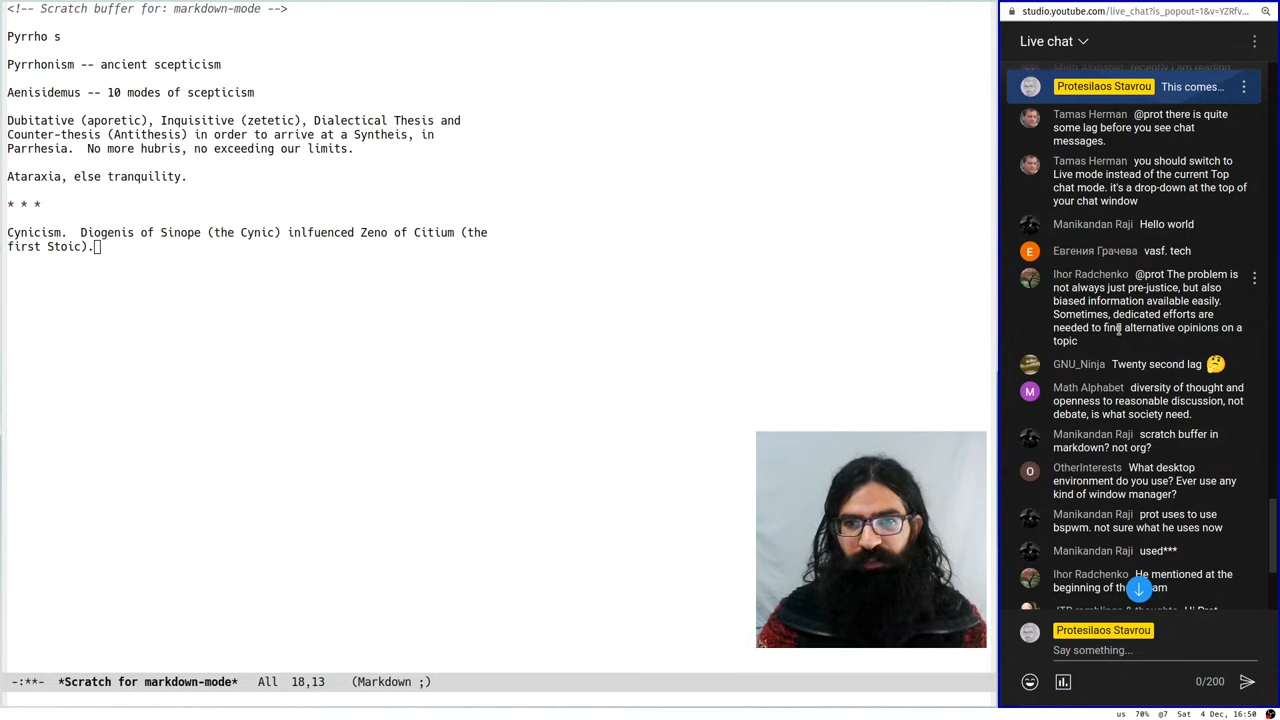 <!-- Scratch buffer for: markdown-mode -->
Pyrrho s
Pyrrhonism -- ancient scepticism
Aenisidemus -- 10 modes of scepticism
Dubitative (aporetic), Inquisitive (zetetic), Dialectical Thesis and
Counter-thesis (Antithesis) in order to arrive at a Syntheis, in
Parrhesia.  No more hubris, no exceeding our limits.
Ataraxia, else tranquility.
* * *
Cynicism.  Diogenis of Sinope (the Cynic) inlfuenced Zeno of Citium (the
first Stoic).
-:**-  *Scratch for markdown-mode*  All  18,13  (Markdown ;)
studio.youtube.com/live_chat?is_popout=1&v=YZRfv...
Live chat
Protesilaos Stavrou This comes...
Tamas Herman @prot there is quite
some lag before you see chat
messages.
Tamas Herman you should switch to
Live mode instead of the current Top
chat mode. it's a drop-down at the top of
your chat window
Manikandan Raji Hello world
E Евгения Грачева vasf. tech
Ihor Radchenko @prot The problem is
not always just pre-justice, but also
biased information available easily.
Sometimes, dedicated efforts are
needed to find alternative opinions on a
topic
GNU_Ninja Twenty second lag 🤔
M Math Alphabet diversity of thought and
openness to reasonable discussion, not
debate, is what society need.
Manikandan Raji scratch buffer in
markdown? not org?
O OtherInterests What desktop
environment do you use? Ever use any
kind of window manager?
Manikandan Raji prot uses to use
bspwm. not sure what he uses now
Manikandan Raji used***
Ihor Radchenko He mentioned at the
beginning of
Protesilaos Stavrou
Say something...
0/200
us 70% @7 Sat 4 Dec, 16:50